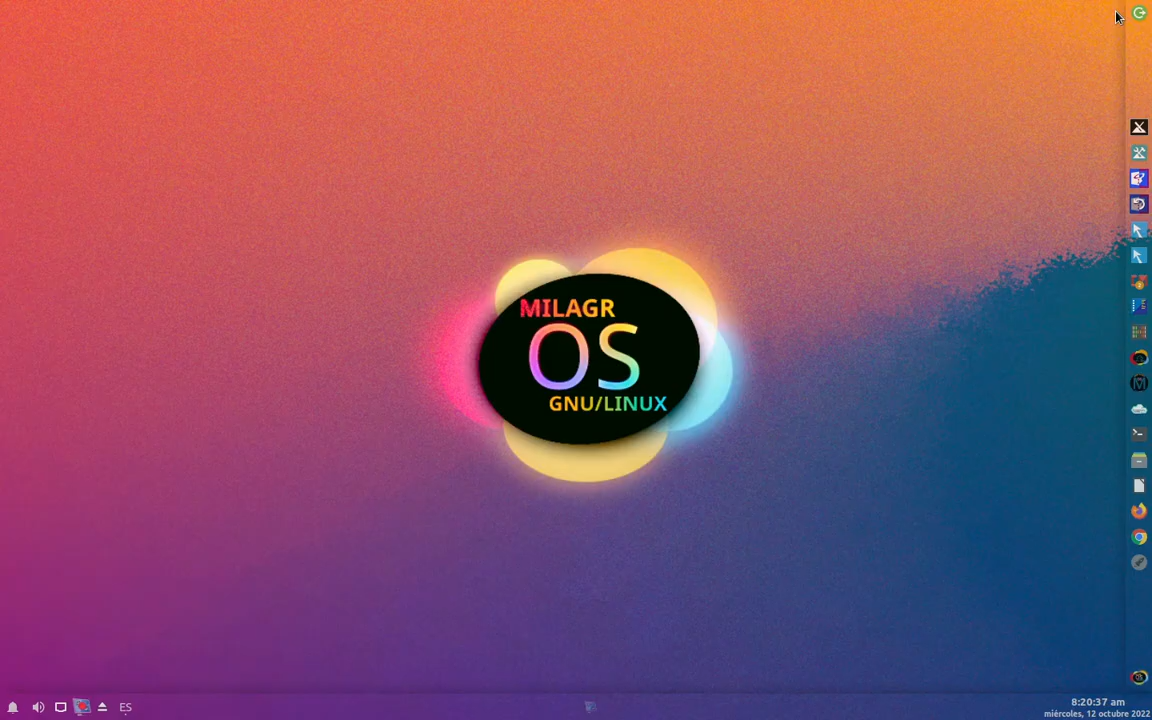 MILAGR
OS
GNU/LINUX
ES
8:20:37 am
miércoles, 12 octubre 2022